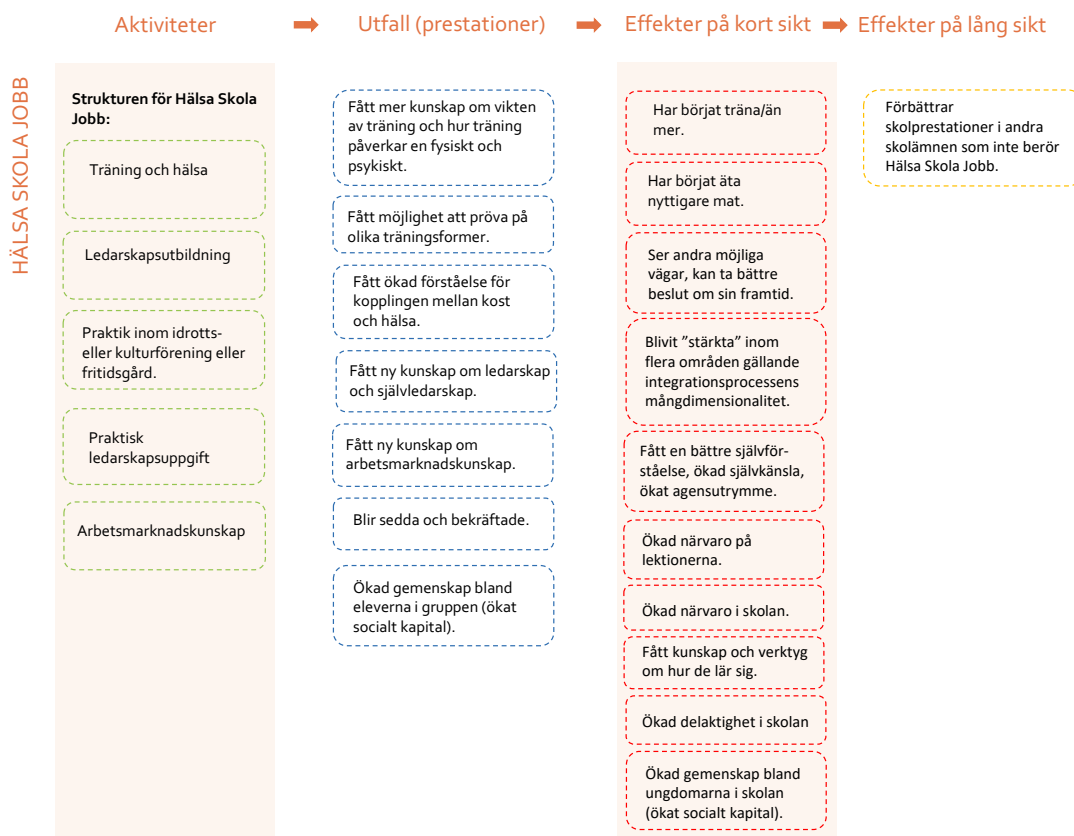 Aktiviteter
Utfall (prestationer)
Effekter på kort sikt
Effekter på lång sikt
HÄLSA SKOLA JOBB
Strukturen för Hälsa Skola
Jobb:
Träning och hälsa
Ledarskapsutbildning
Praktik inom idrotts-
eller kulturförening eller
fritidsgård.
Praktisk
ledarskapsuppgift
Arbetsmarknadskunskap
Fått mer kunskap om vikten
av träning och hur träning
påverkar en fysiskt och
psykiskt.
Fått möjlighet att pröva på
olika träningsformer.
Fått ökad förståelse för
kopplingen mellan kost
och hälsa.
Fått ny kunskap om ledarskap
och självledarskap.
Fått ny kunskap om
arbetsmarknadskunskap.
Blir sedda och bekräftade.
Ökad gemenskap bland
eleverna i gruppen (ökat
socialt kapital).
Har börjat träna/än
mer.
Har börjat äta
nyttigare mat.
Ser andra möjliga
vägar, kan ta bättre
beslut om sin framtid.
Blivit ”stärkta” inom
flera områden gällande
integrationsprocessens
mångdimensionalitet.
Fått en bättre självför-
ståelse, ökad självkänsla,
ökat agensutrymme.
Ökad närvaro på
lektionerna.
Ökad närvaro i skolan.
Fått kunskap och verktyg
om hur de lär sig.
Ökad delaktighet i skolan
Ökad gemenskap bland
ungdomarna i skolan
(ökat socialt kapital).
Förbättrar
skolprestationer i andra
skolämnen som inte berör
Hälsa Skola Jobb.